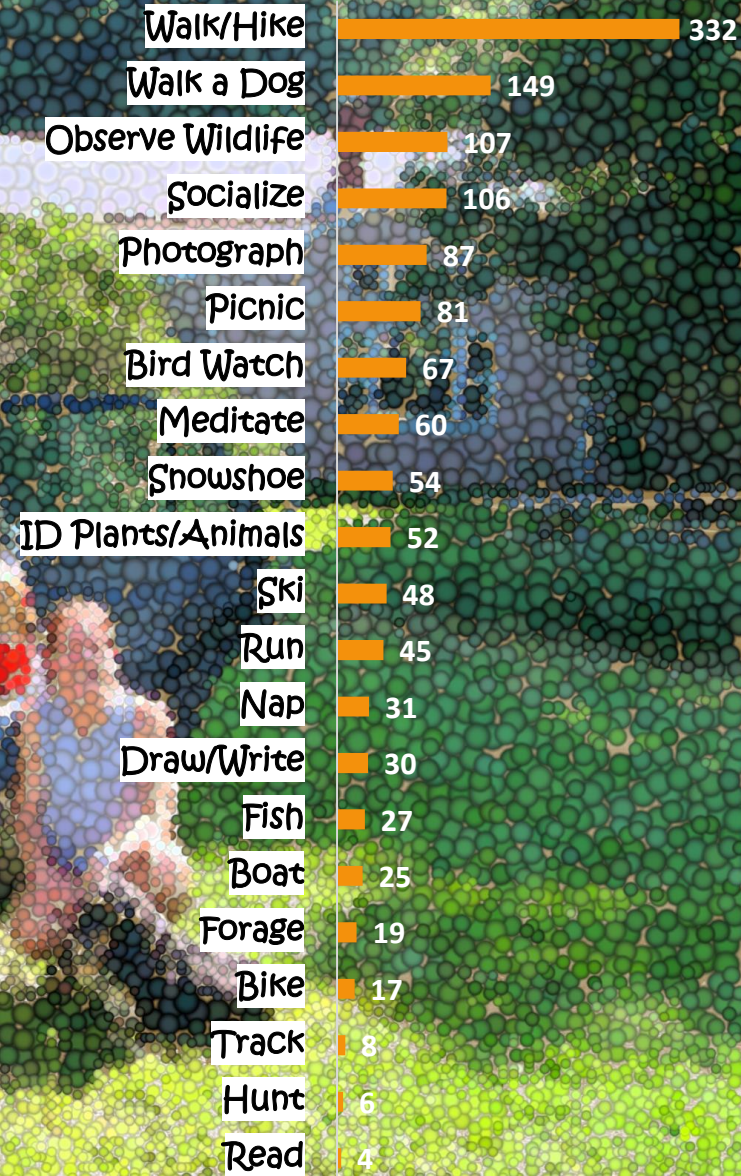 Walk/Hike 332
Walk a Dog 149
Observe Wildlife 107
Socialize 106
Photograph 87
Picnic 81
Bird Watch 67
Meditate 60
Snowshoe 54
ID Plants/Animals 52
Ski 48
Run 45
Nap 31
Draw/Write 30
Fish 27
Boat 25
Forage 19
Bike 17
Track 8
Hunt 6
Read 4